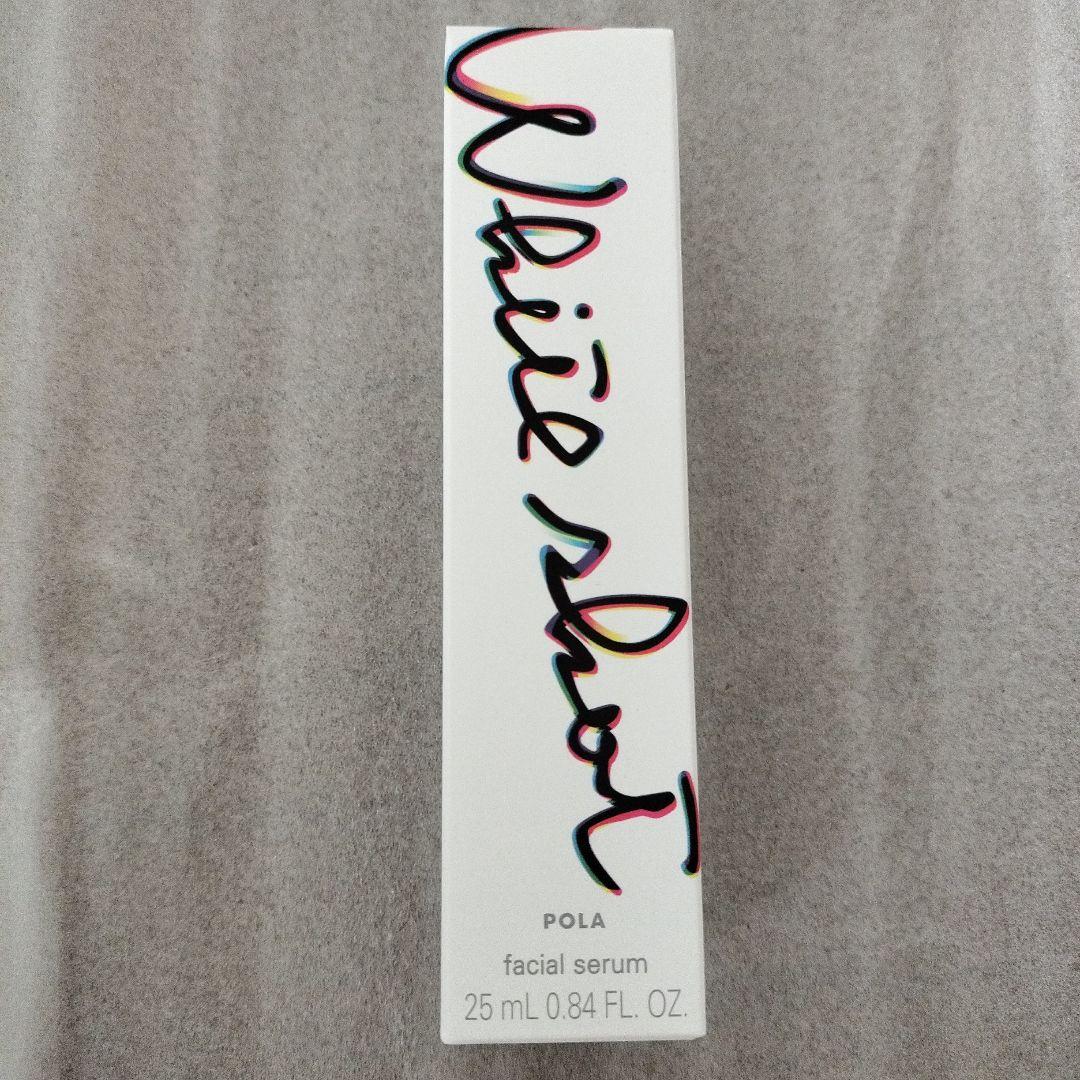 White shot
POLA
facial serum
25 mL 0.84 FL. OZ.